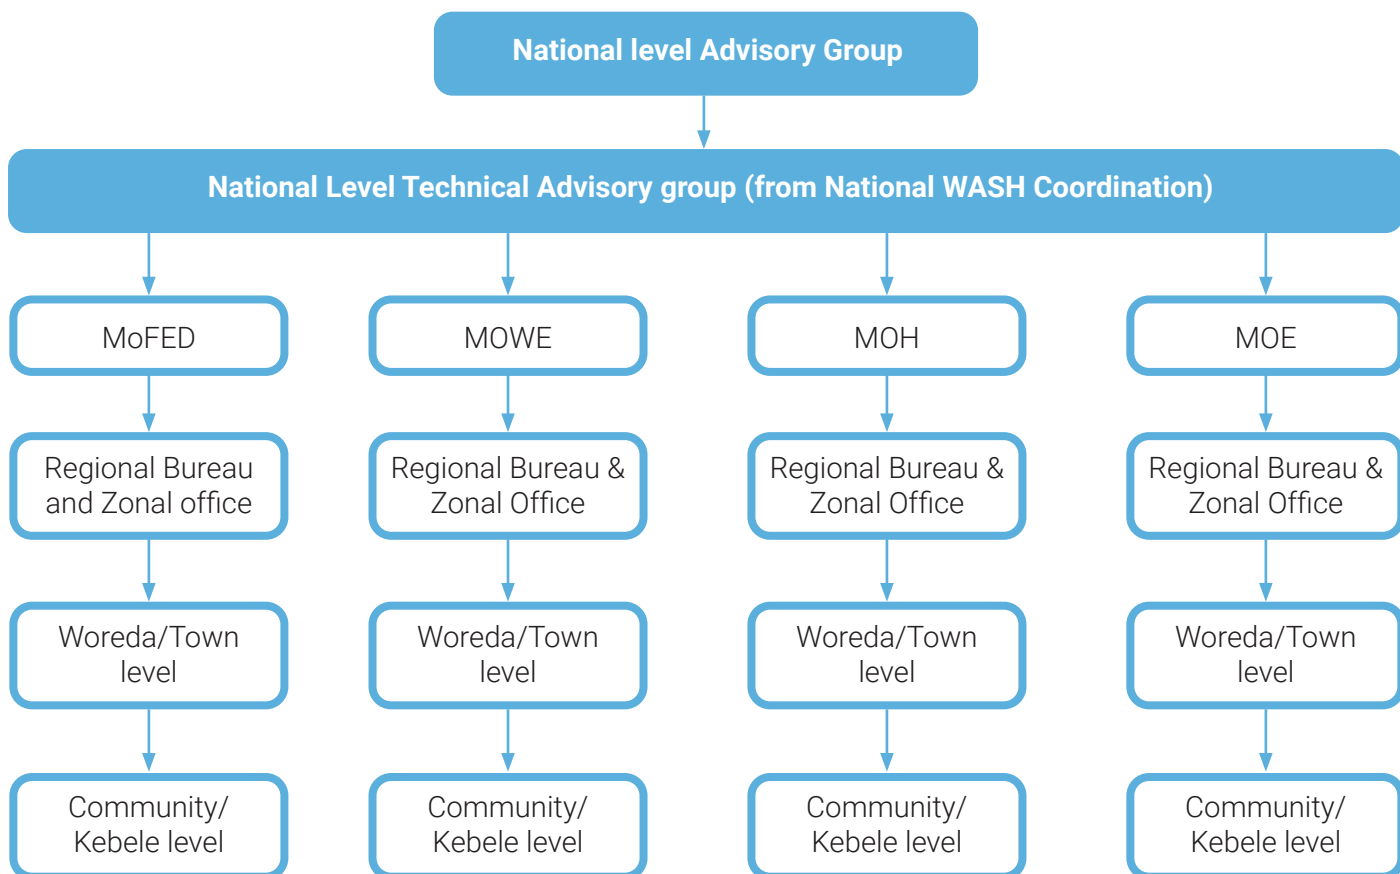 National level Advisory Group
National Level Technical Advisory group (from National WASH Coordination)
MoFED
MOWE
MOH
MOE
Regional Bureau
and Zonal office
Regional Bureau &
Zonal Office
Regional Bureau &
Zonal Office
Regional Bureau &
Zonal Office
Woreda/Town
level
Woreda/Town
level
Woreda/Town
level
Woreda/Town
level
Community/
Kebele level
Community/
Kebele level
Community/
Kebele level
Community/
Kebele level